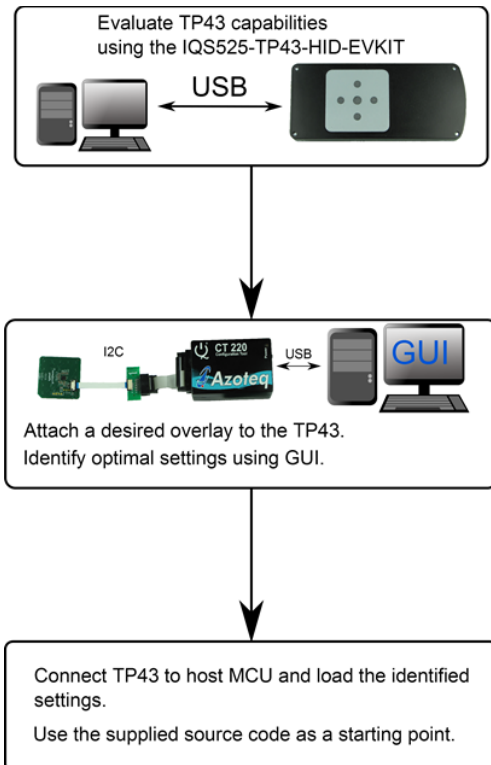 Evaluate TP43 capabilities
using the IQS525-TP43-HID-EVKIT
USB
I2C
CT 220
Configuration Tool
Azoteq
USB
GUI
Attach a desired overlay to the TP43.
Identify optimal settings using GUI.
Connect TP43 to host MCU and load the identified
settings.
Use the supplied source code as a starting point.